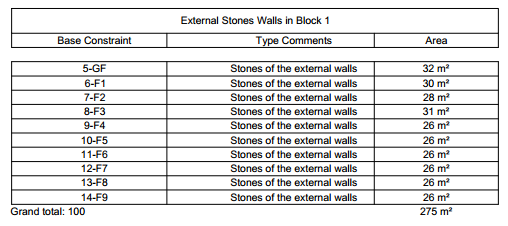 External Stones Walls in Block 1
Base Constraint Type Comments Area
5-GF Stones of the external walls 32 m²
6-F1 Stones of the external walls 30 m²
7-F2 Stones of the external walls 28 m²
8-F3 Stones of the external walls 31 m²
9-F4 Stones of the external walls 26 m²
10-F5 Stones of the external walls 26 m²
11-F6 Stones of the external walls 26 m²
12-F7 Stones of the external walls 26 m²
13-F8 Stones of the external walls 26 m²
14-F9 Stones of the external walls 26 m²
Grand total: 100 275 m²